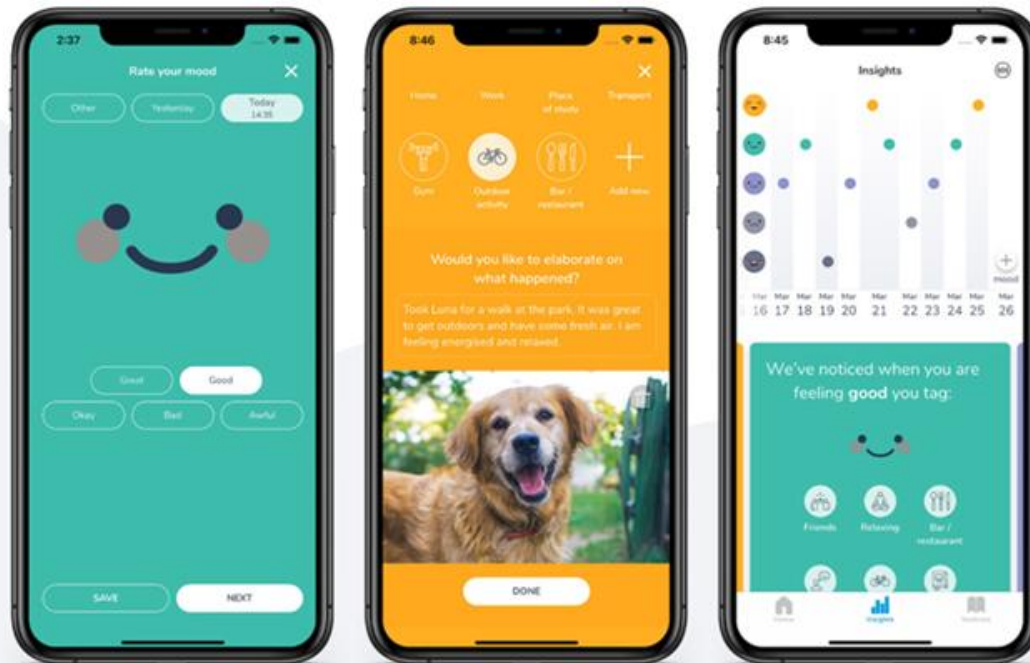 2:37
Rate your mood
Other
Yesterday
Today
14:35
Great
Good
Okay
Bad
Awful
SAVE
NEXT
8:46
Home
Work
Place
of study
Transport
Gym
Outdoor
activity
Bar /
restaurant
Add new
Would you like to elaborate on
what happened?
Took Luna for a walk at the park. It was great
to get outdoors and have some fresh air. I am
feeling energised and relaxed.
DONE
8:45
Insights
mood
Mar Mar Mar Mar Mar Mar Mar Mar Mar Mar Mar
16 17 18 19 20 21 22 23 24 25 26
We've noticed when you are
feeling good you tag:
Friends
Relaxing
Bar /
restaurant
Home
Insights